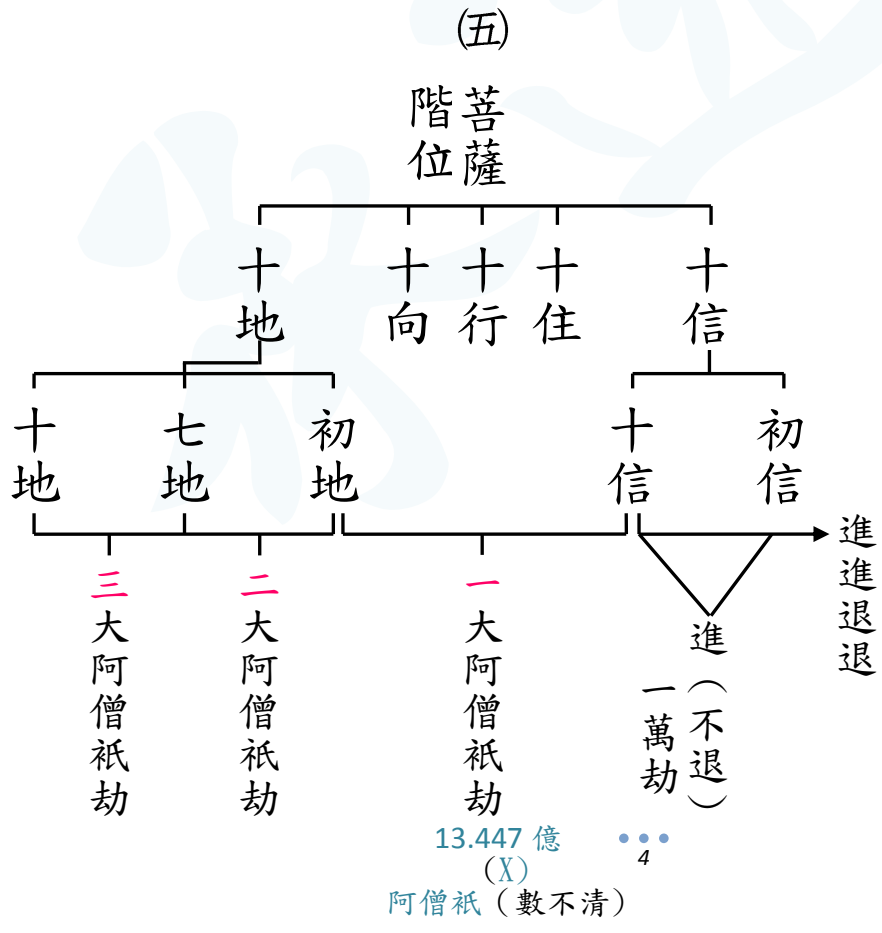 ㈤
菩薩
階位
十信
十住
十行
十向
十地
初信
十信
初地
七地
十地
進進退退
進（不退）
一萬劫
一大阿僧祇劫
二大阿僧祇劫
三大阿僧祇劫
13.447 億
（X）
阿僧祇（數不清）
4